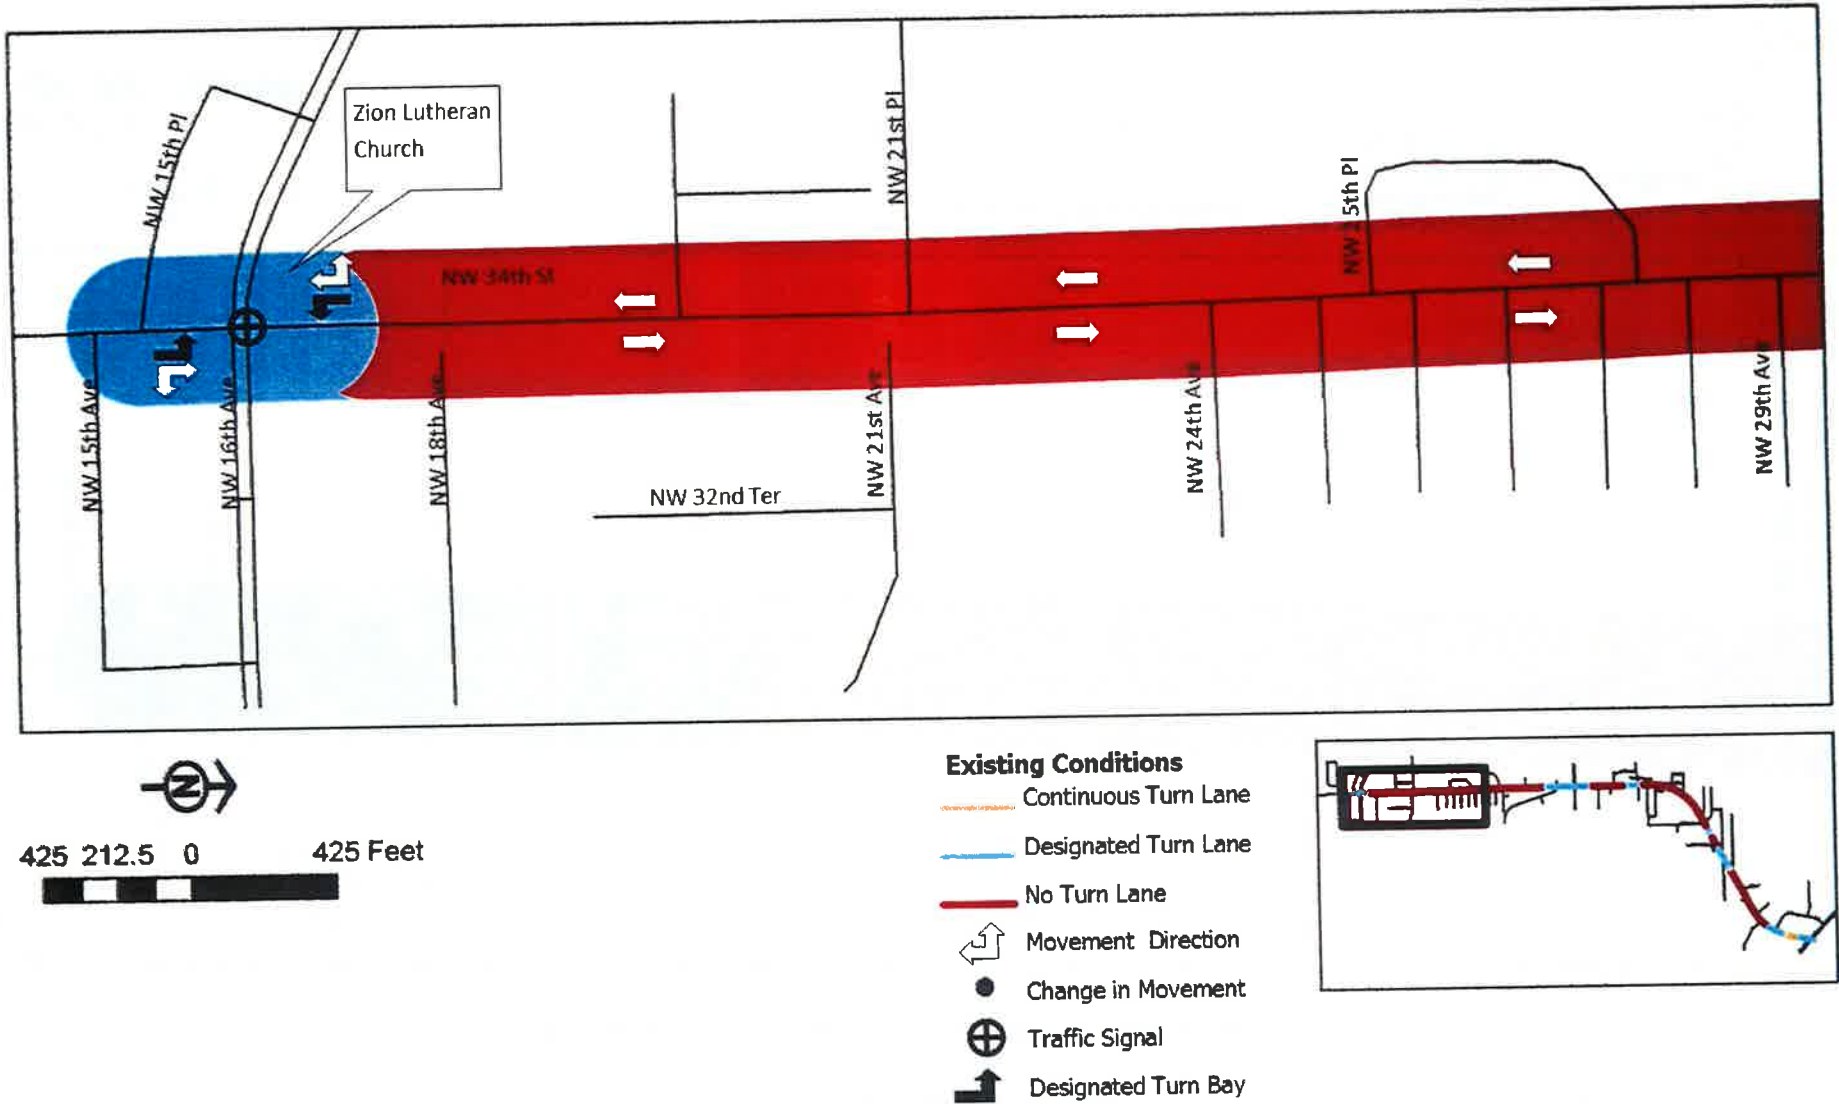 Zion Lutheran
Church
NW 15th Pl
NW 21st Pl
NW 25th Pl
NW 34th St
NW 15th Ave
NW 16th Ave
NW 18th Ave
NW 21st Ave
NW 24th Ave
NW 29th Ave
NW 32nd Ter
N
425 212.5 0 425 Feet
Existing Conditions
Continuous Turn Lane
Designated Turn Lane
No Turn Lane
Movement Direction
Change in Movement
Traffic Signal
Designated Turn Bay